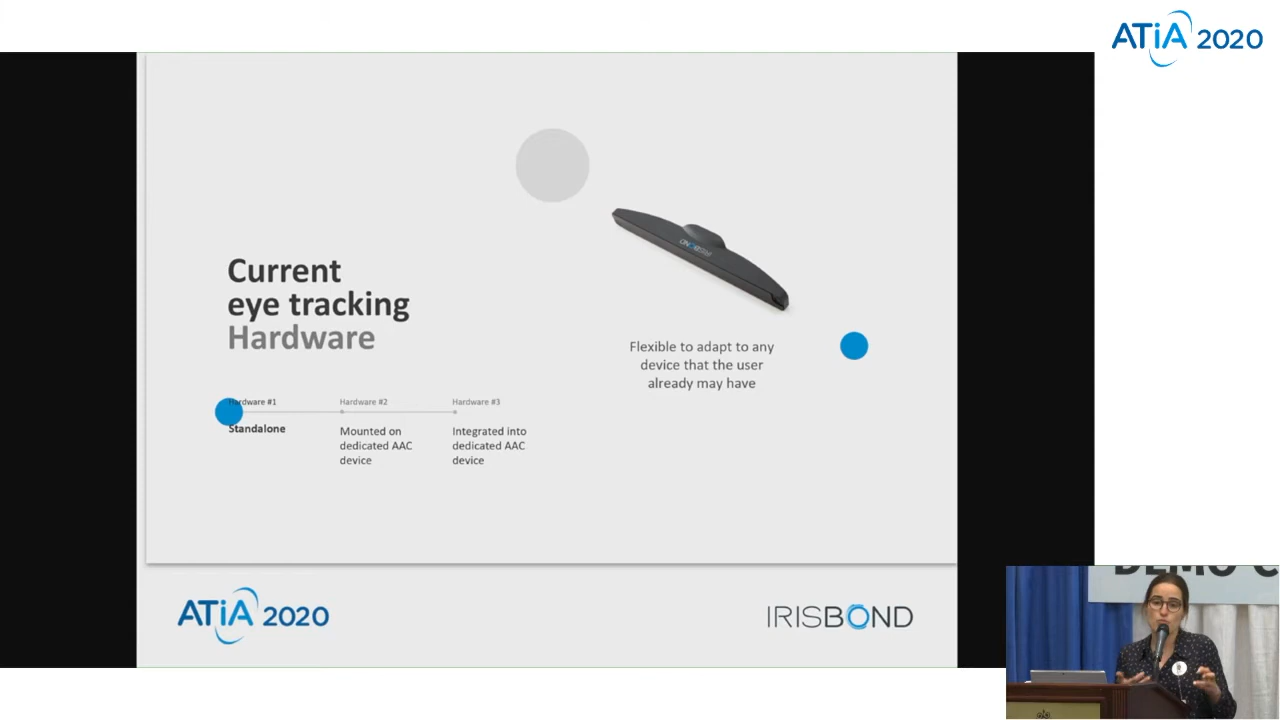 ATiA 2020
Current
eye tracking
Hardware
IRISBOND
Flexible to adapt to any
device that the user
already may have
Hardware #1
Hardware #2
Hardware #3
Standalone
Mounted on
dedicated AAC
device
Integrated into
dedicated AAC
device
ATiA 2020
IRISBOND
DEMO C